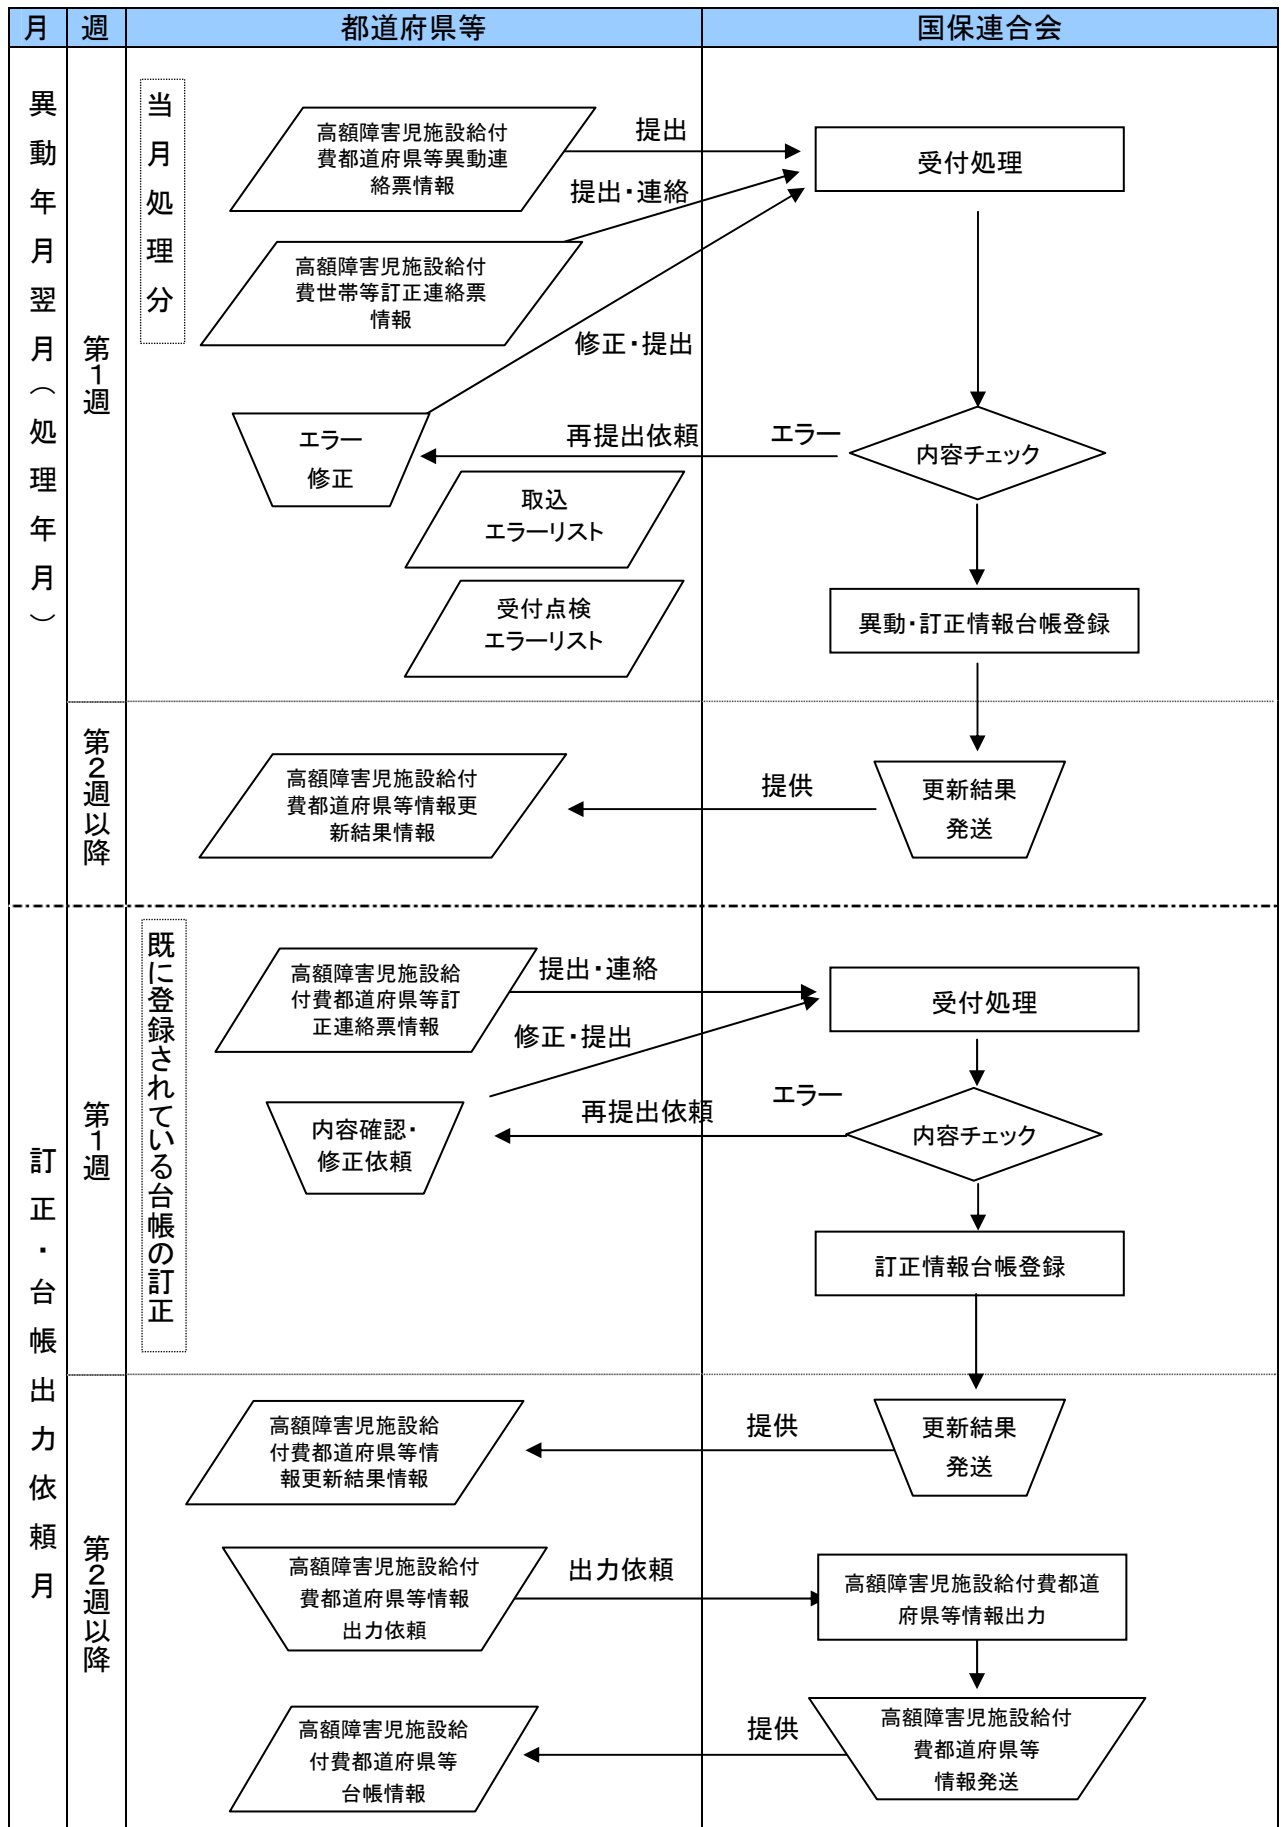 月
週
都道府県等
国保連合会
異動年月翌月（処理年月）
第1週
当月処理分
高額障害児施設給付
費都道府県等異動連
絡票情報
提出
受付処理
提出・連絡
高額障害児施設給付
費世帯等訂正連絡票
情報
修正・提出
エラー
修正
再提出依頼
エラー
内容チェック
取込
エラーリスト
受付点検
エラーリスト
異動・訂正情報台帳登録
第2週以降
高額障害児施設給付
費都道府県等情報更
新結果情報
提供
更新結果
発送
訂正・台帳出力依頼月
第1週
既に登録されている台帳の訂正
高額障害児施設給
付費都道府県等訂
正連絡票情報
提出・連絡
受付処理
修正・提出
内容確認・
修正依頼
再提出依頼
エラー
内容チェック
訂正情報台帳登録
第2週以降
高額障害児施設給
付費都道府県等情
報更新結果情報
提供
更新結果
発送
高額障害児施設給付
費都道府県等情報
出力依頼
出力依頼
高額障害児施設給付費都道
府県等情報出力
高額障害児施設給
付費都道府県等
台帳情報
提供
高額障害児施設給付
費都道府県等
情報発送